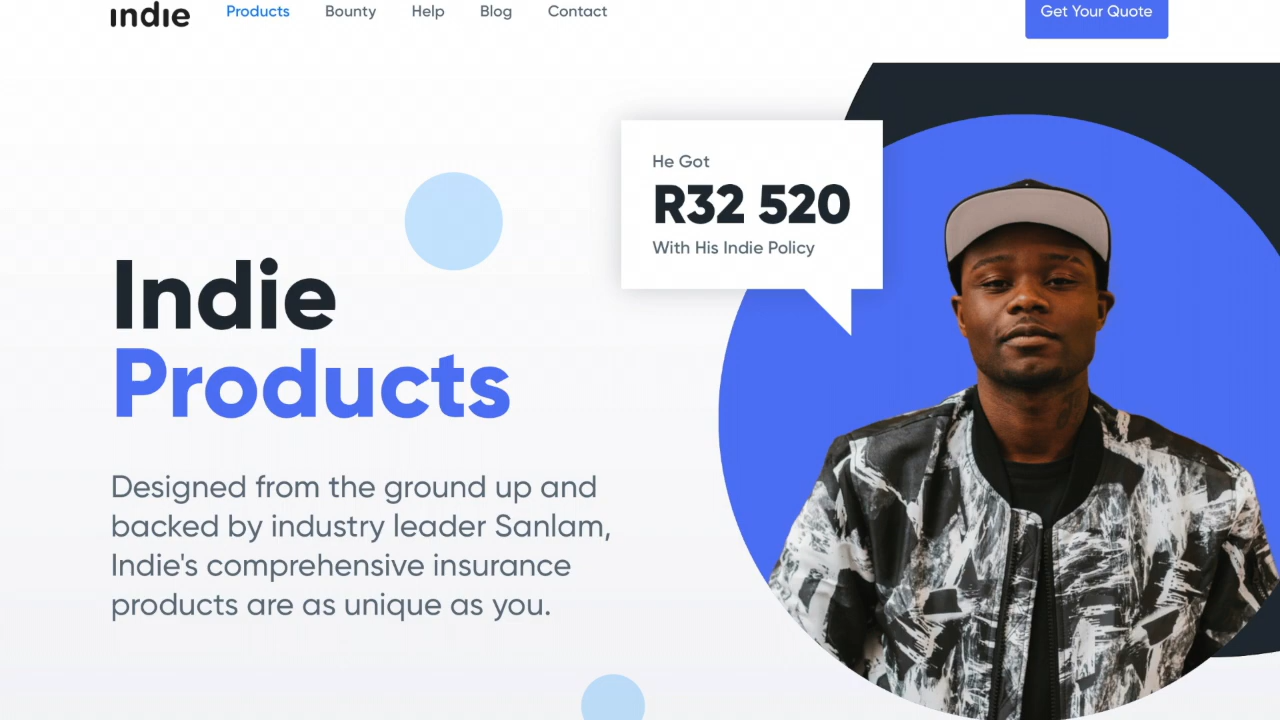 indie
Products
Bounty
Help
Blog
Contact
Get Your Quote
He Got
R32 520
With His Indie Policy
Indie
Products
Designed from the ground up and
backed by industry leader Sanlam,
Indie's comprehensive insurance
products are as unique as you.